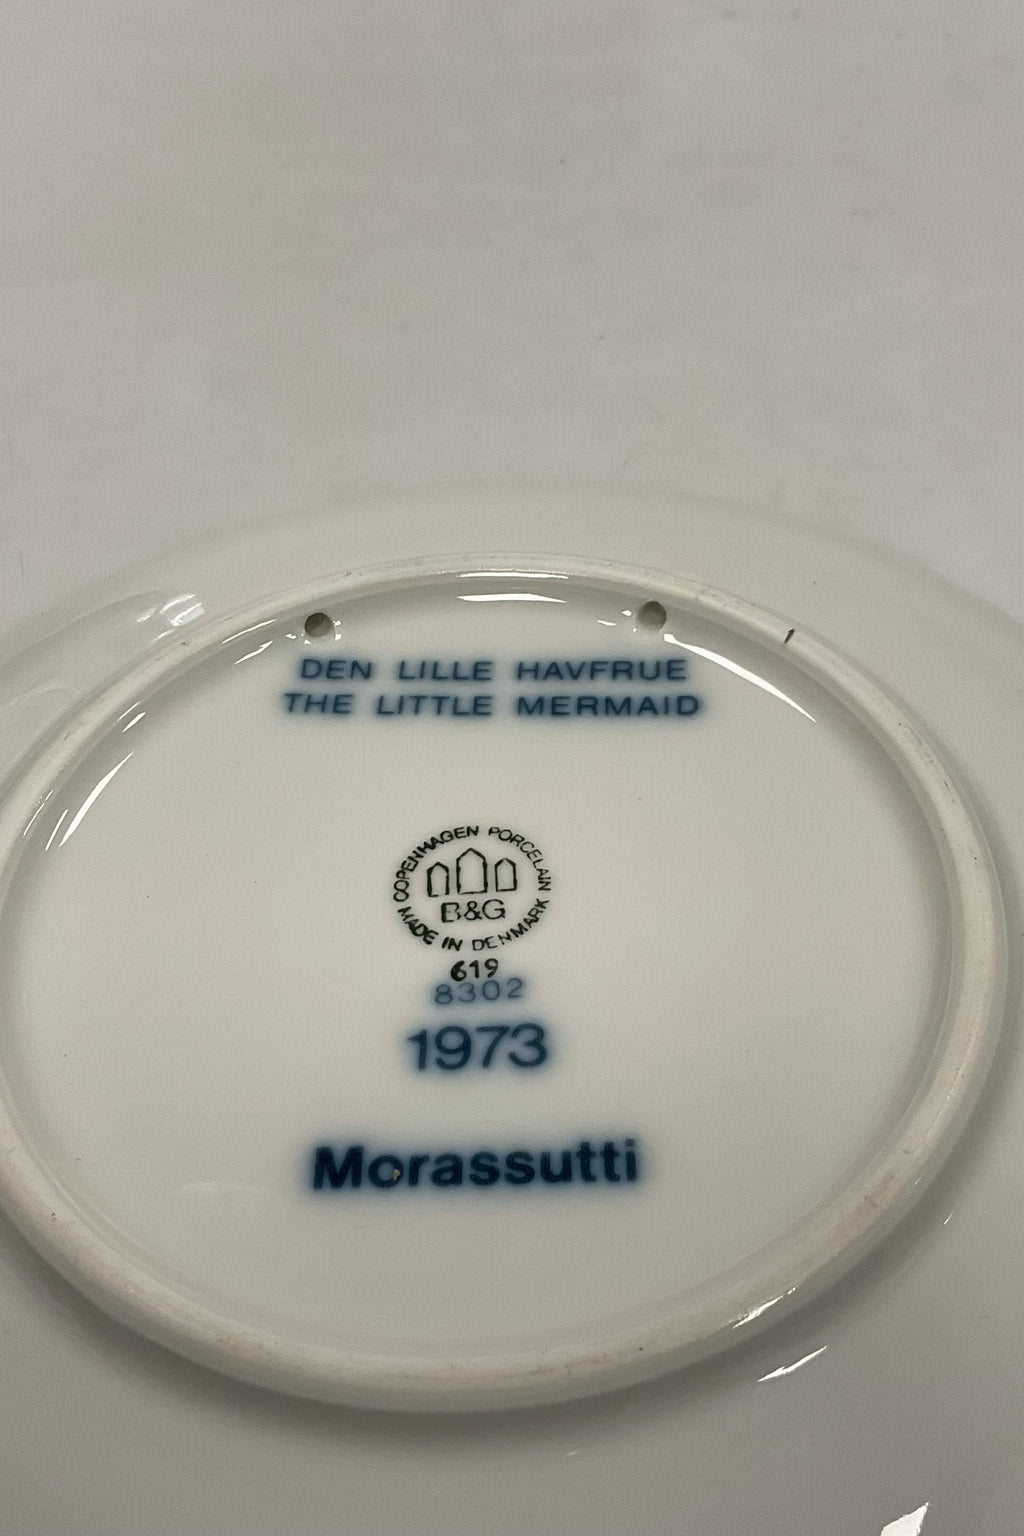 DEN LILLE HAVFRUE
THE LITTLE MERMAID
COPENHAGEN PORCELAIN
B&G
MADE IN DENMARK
619
8302
1973
Morassutti